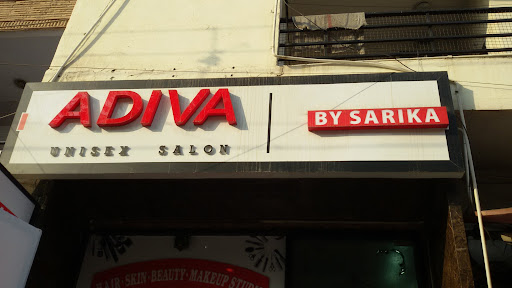 ADIVA
UNISEX SALON
BY SARIKA
HAIR · SKIN · BEAUTY · MAKEUP STUDIO